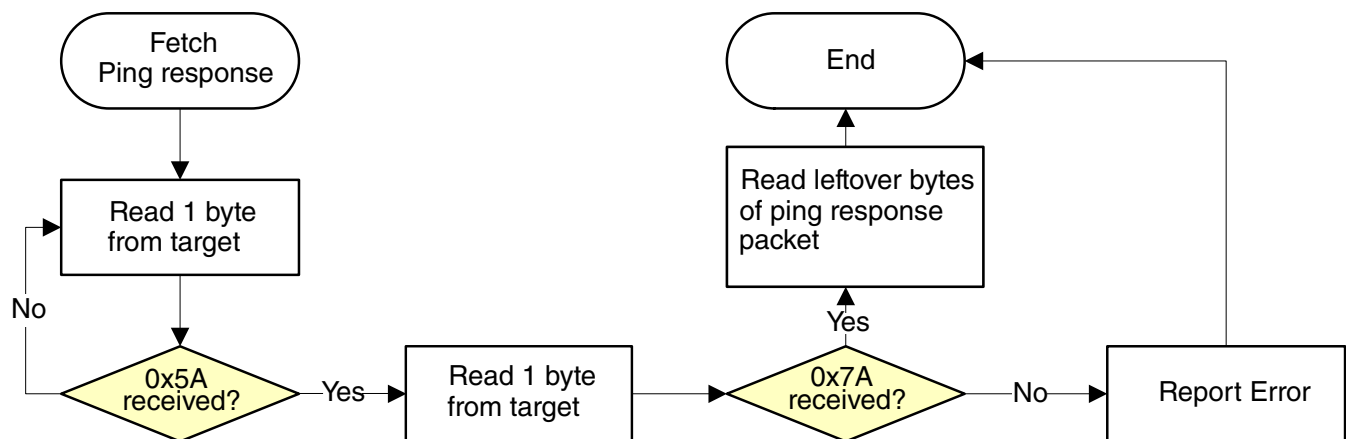 Fetch
Ping response
Read 1 byte
from target
No
0x5A
received?
Yes
Read 1 byte
from target
0x7A
received?
Yes
Read leftover bytes
of ping response
packet
End
No
Report Error